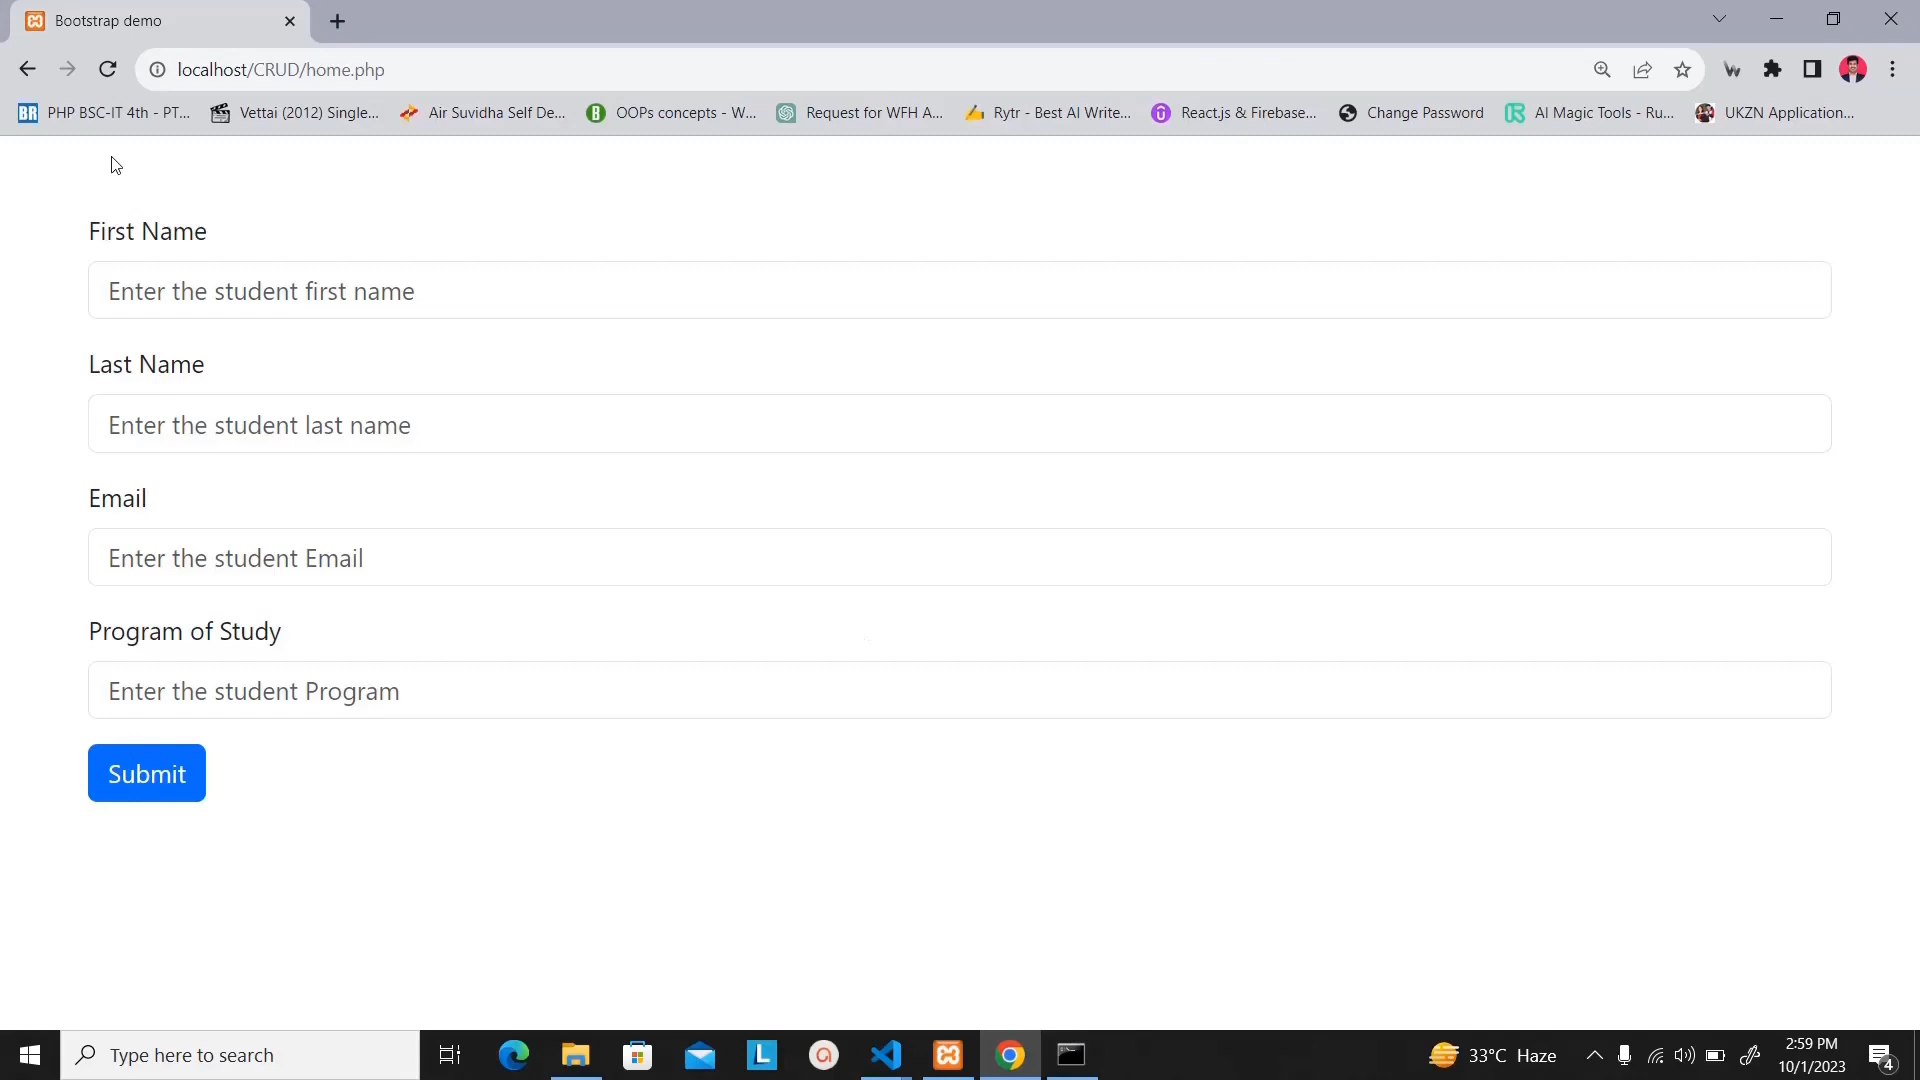 Bootstrap demo
localhost/CRUD/home.php
PHP BSC-IT 4th - PT... Vettai (2012) Single... Air Suvidha Self De... OOPs concepts - W... Request for WFH A... Rytr - Best AI Write... React.js & Firebase... Change Password AI Magic Tools - Ru... UKZN Application...
First Name
Enter the student first name
Last Name
Enter the student last name
Email
Enter the student Email
Program of Study
Enter the student Program
Submit
Type here to search
33°C Haze
2:59 PM
10/1/2023
4